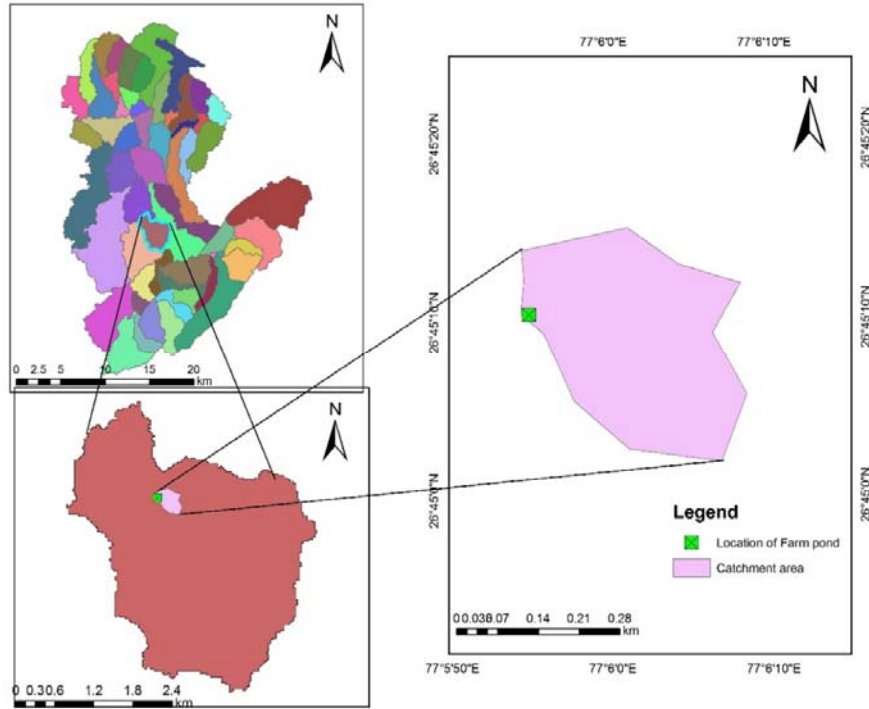 N
0 2.5 5 10 15 20
km
N
0 0.30.6 1.2 1.8 2.4
km
77°6'0"E 77°6'10"E
N
26°45'20"N 26°45'20"N
26°45'10"N 26°45'10"N
26°45'0"N 26°45'0"N
Legend
Location of Farm pond
Catchment area
0 0.035 0.07 0.14 0.21 0.28
km
77°5'50"E 77°6'0"E 77°6'10"E